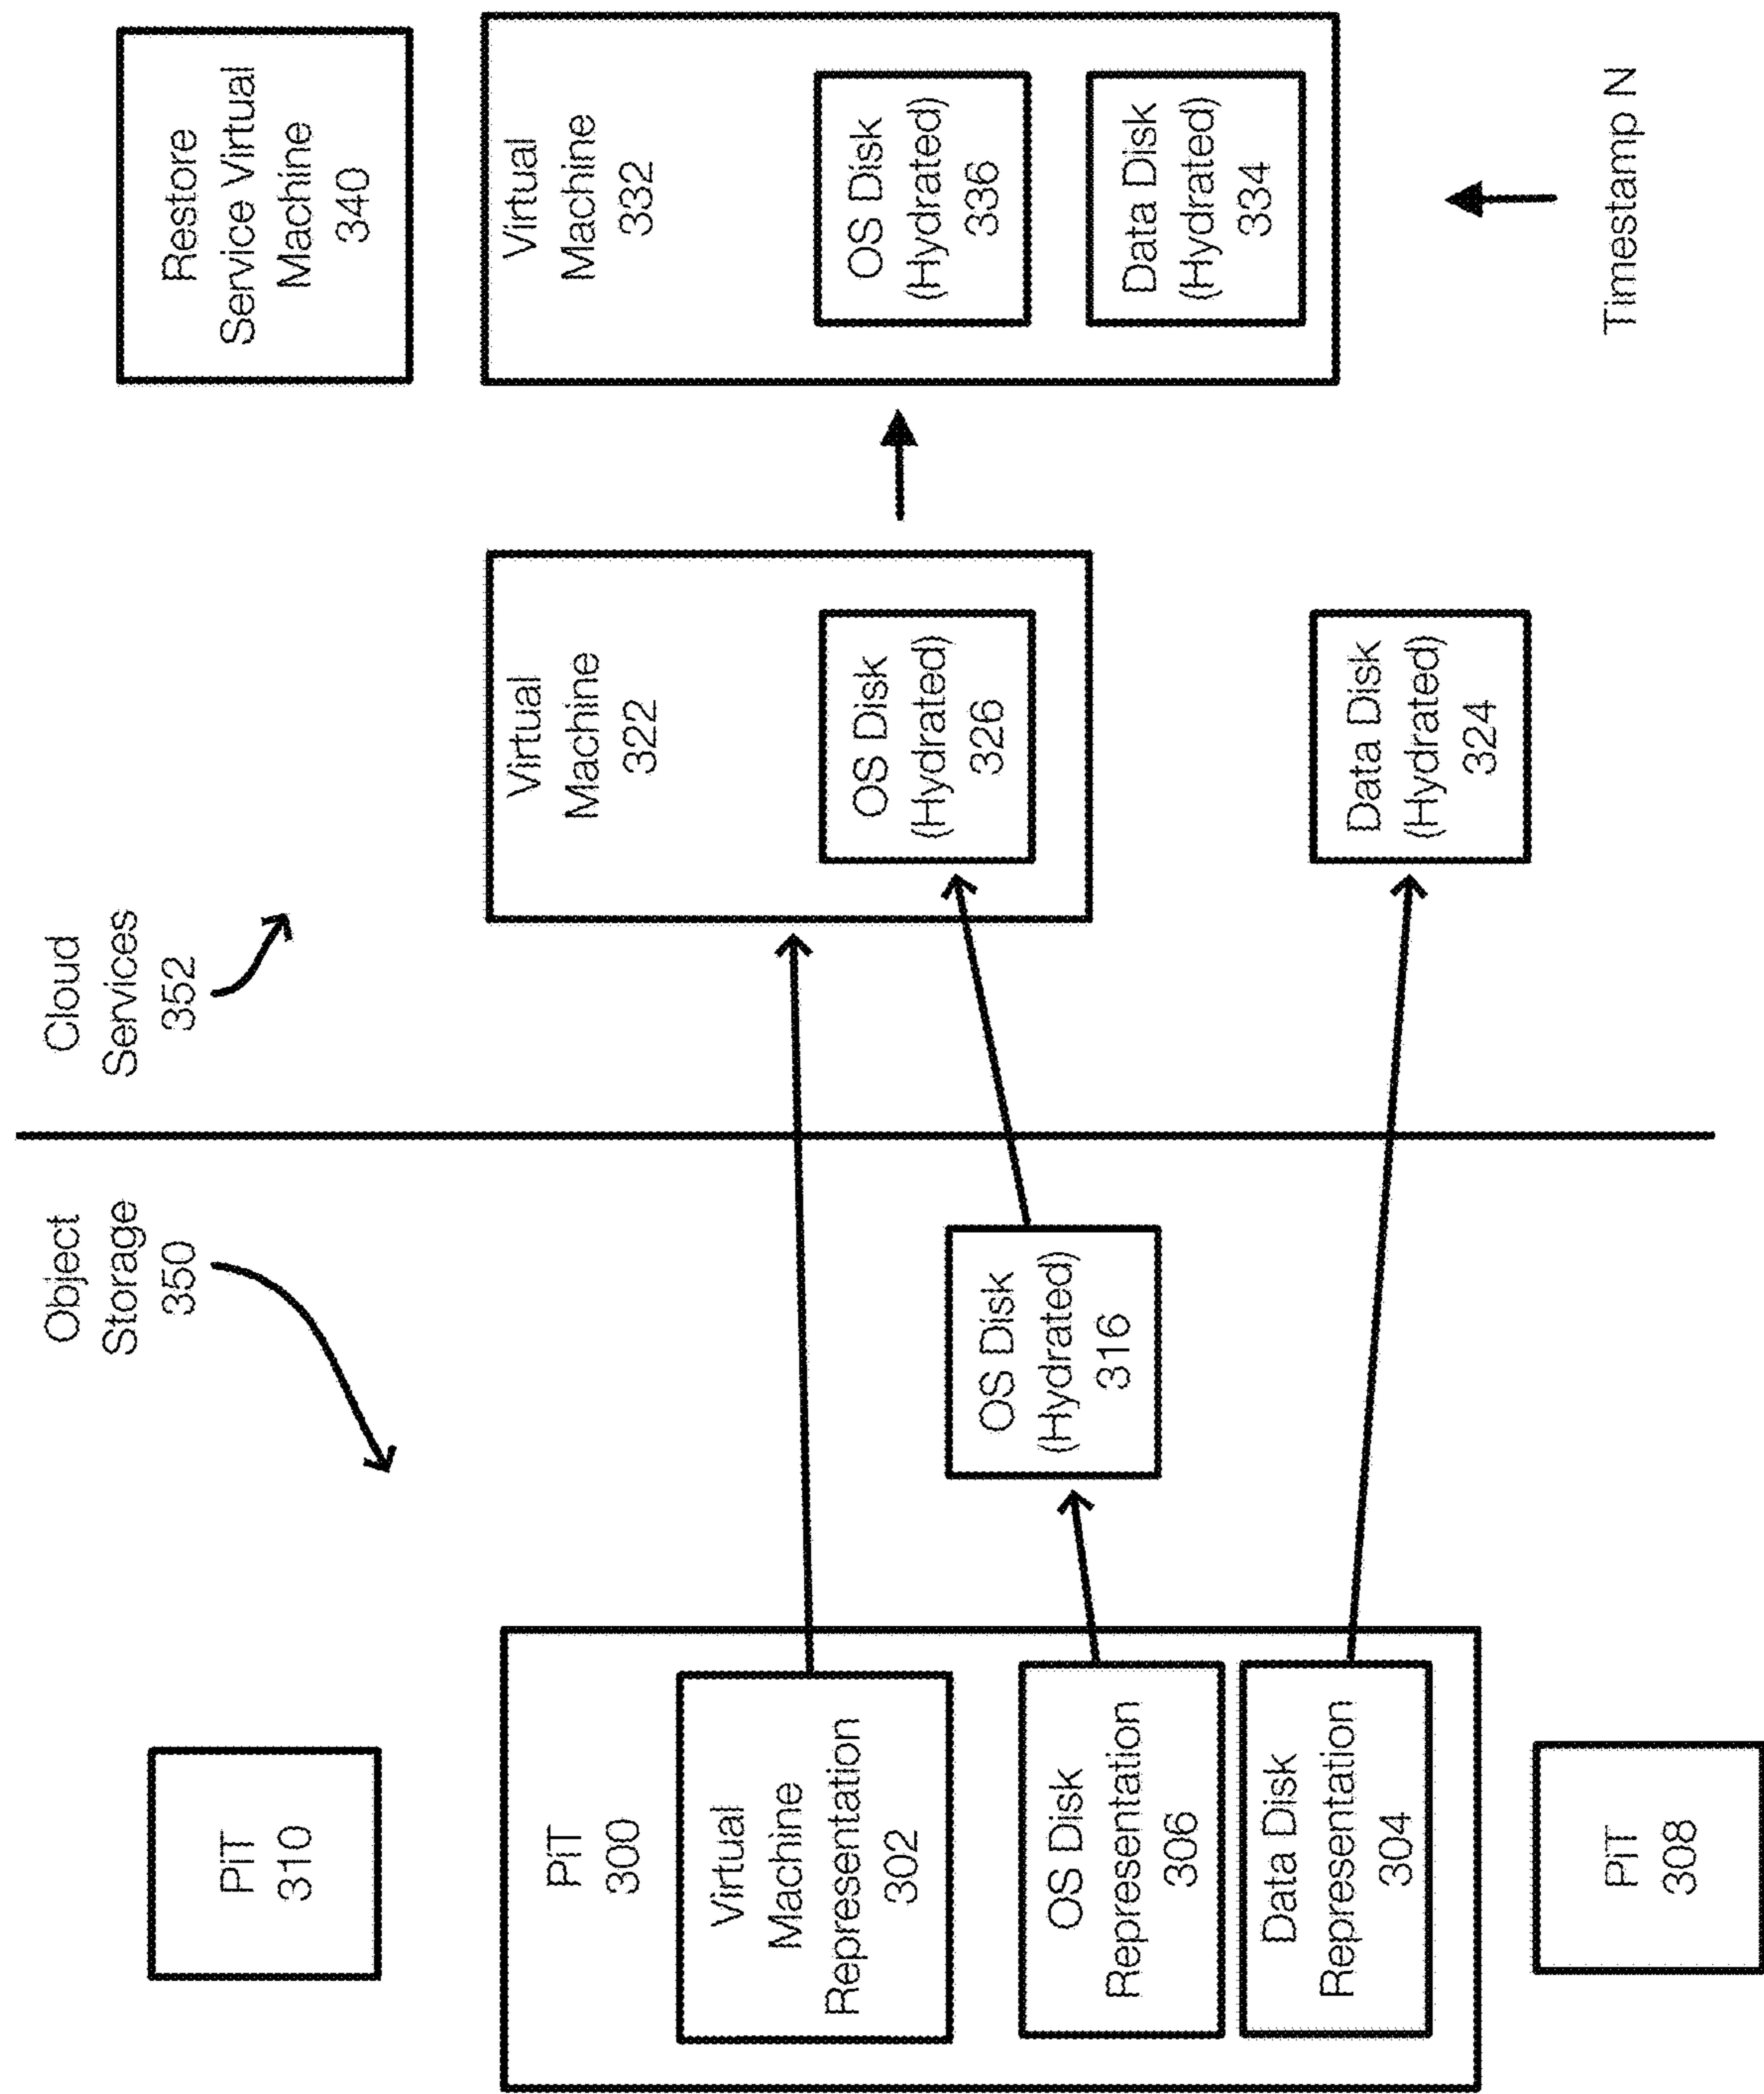 Object
Storage
350
Cloud
Services
352
PiT
310
PiT
300
Virtual
Machine
Representation
302
OS Disk
Representation
306
Data Disk
Representation
304
PiT
308
OS Disk
(Hydrated)
316
Virtual
Machine
322
OS Disk
(Hydrated)
326
Data Disk
(Hydrated)
324
Restore
Service Virtual
Machine
340
Virtual
Machine
332
OS Disk
(Hydrated)
336
Data Disk
(Hydrated)
334
Timestamp N